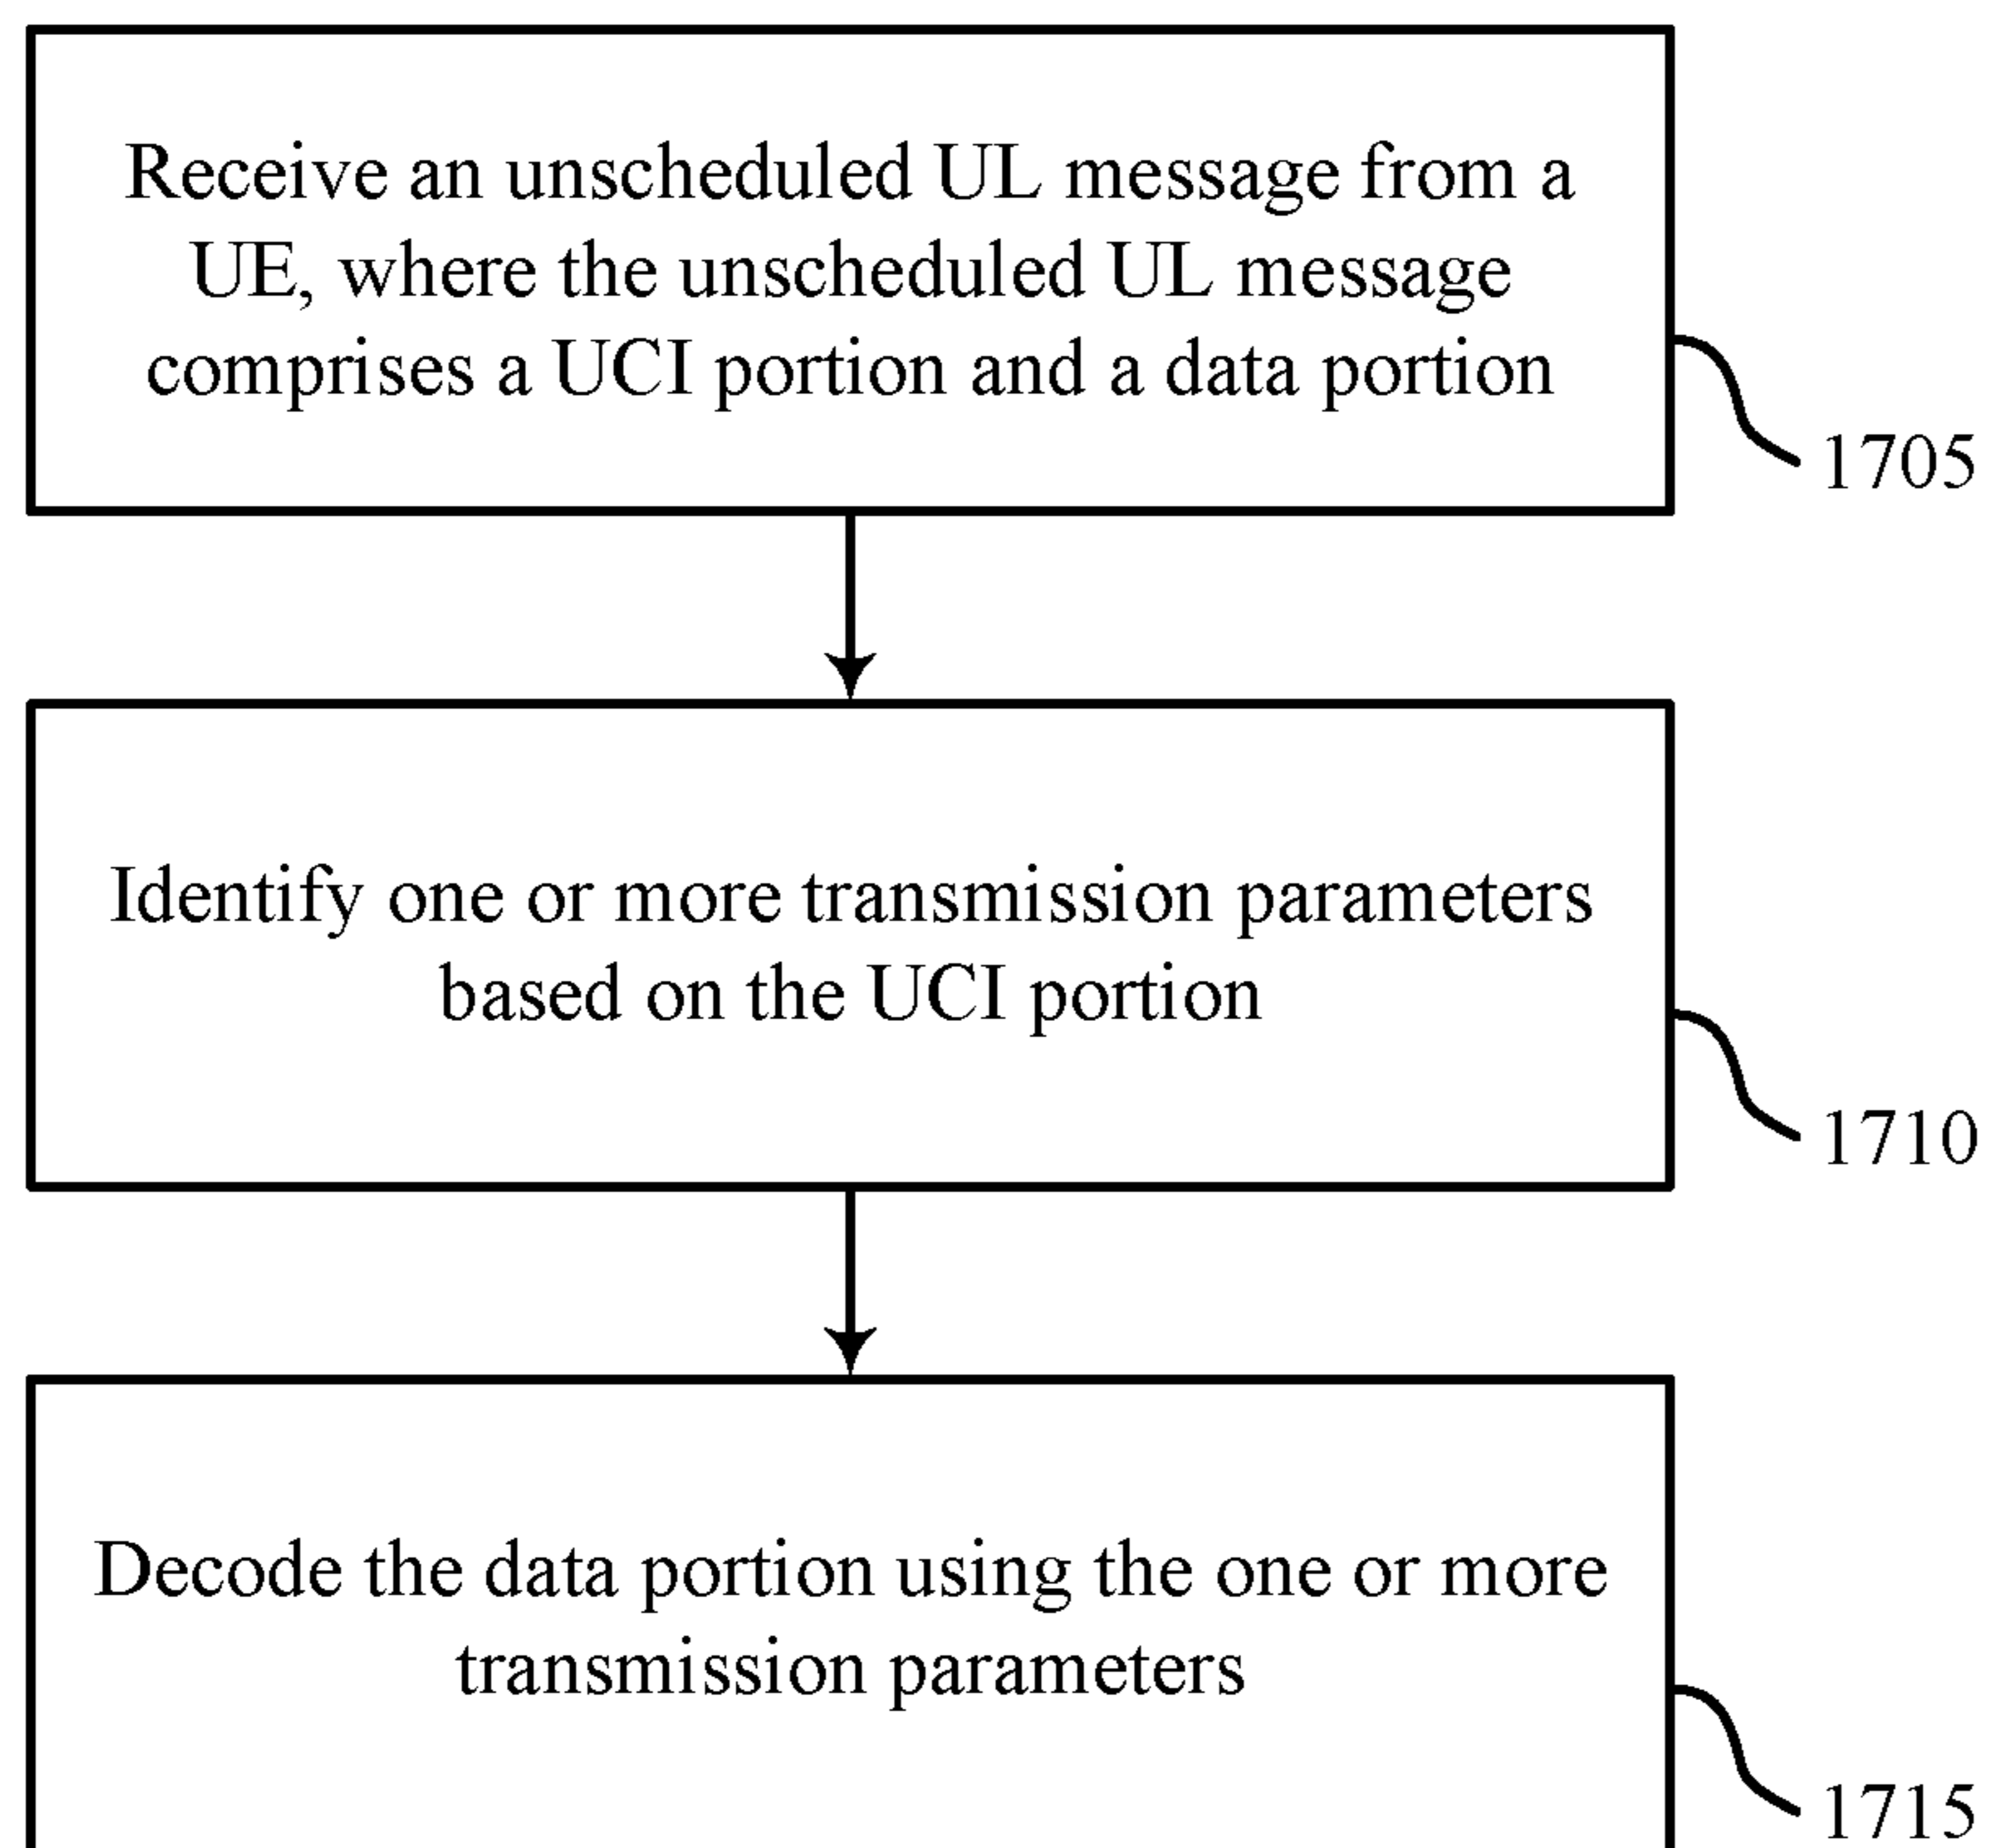 Receive an unscheduled UL message from a
UE, where the unscheduled UL message
comprises a UCI portion and a data portion
1705
Identify one or more transmission parameters
based on the UCI portion
1710
Decode the data portion using the one or more
transmission parameters
1715